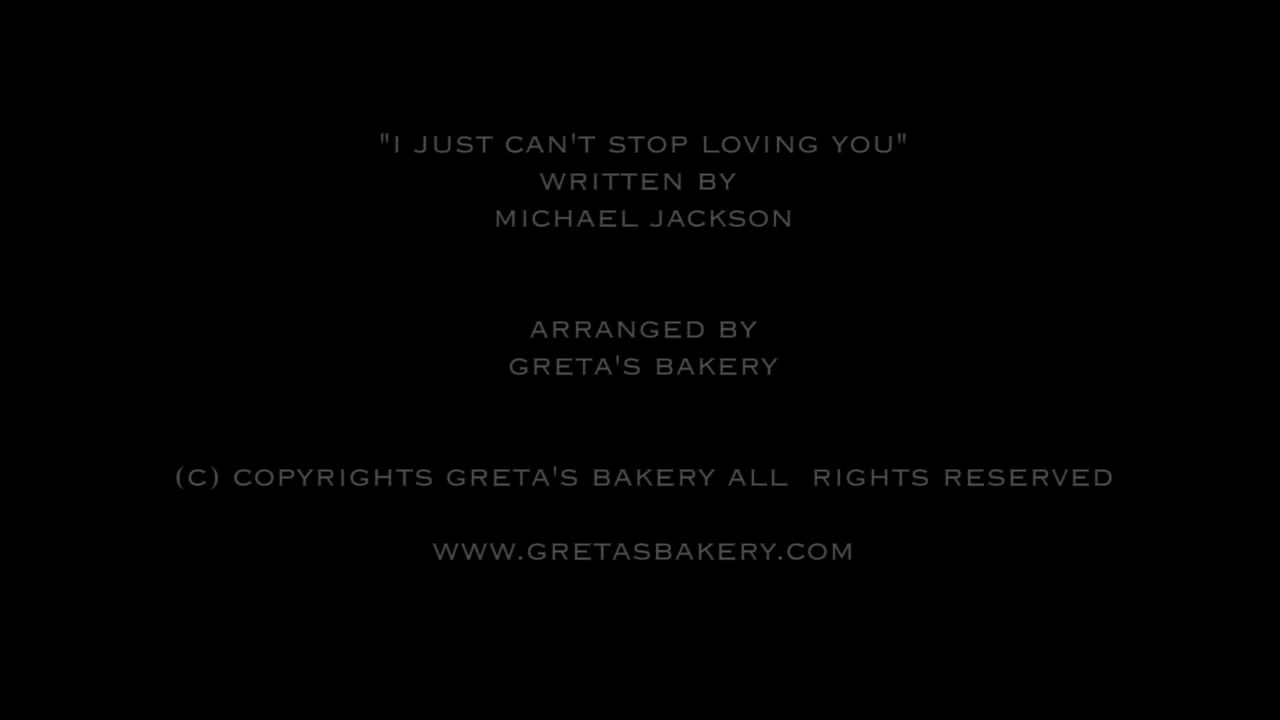 "I JUST CAN'T STOP LOVING YOU"
WRITTEN BY
MICHAEL JACKSON
ARRANGED BY
GRETA'S BAKERY
(C) COPYRIGHTS GRETA'S BAKERY ALL  RIGHTS RESERVED
WWW.GRETASBAKERY.COM